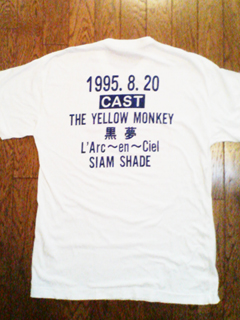 1995. 8. 20
CAST
THE YELLOW MONKEY
黒夢
L'Arc〜en〜Ciel
SIAM SHADE